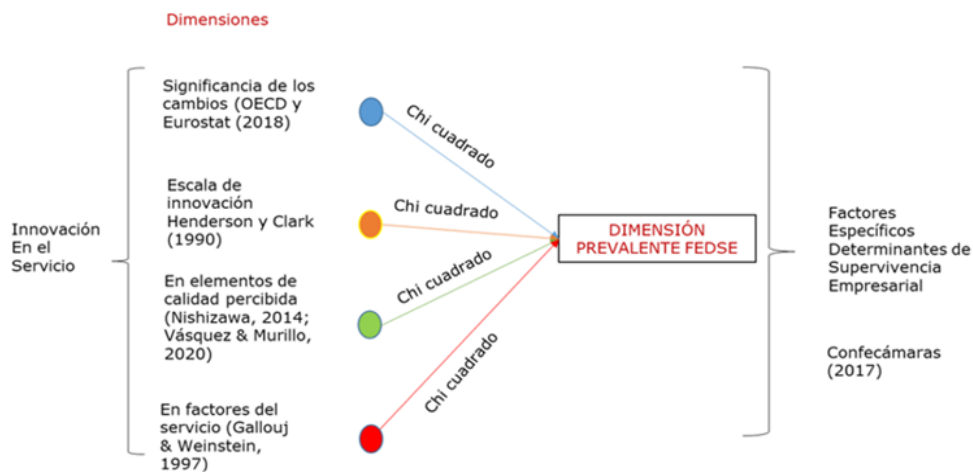 Dimensiones
Innovación
En el
Servicio
Significancia de los
cambios (OECD y
Eurostat (2018)
Escala de
innovación
Henderson y Clark
(1990)
En elementos de
calidad percibida
(Nishizawa, 2014;
Vásquez & Murillo,
2020)
En factores del
servicio (Gallouj
& Weinstein,
1997)
Chi cuadrado
Chi cuadrado
Chi cuadrado
Chi cuadrado
DIMENSIÓN
PREVALENTE FEDSE
Factores
Específicos
Determinantes de
Supervivencia
Empresarial
Confecámaras
(2017)